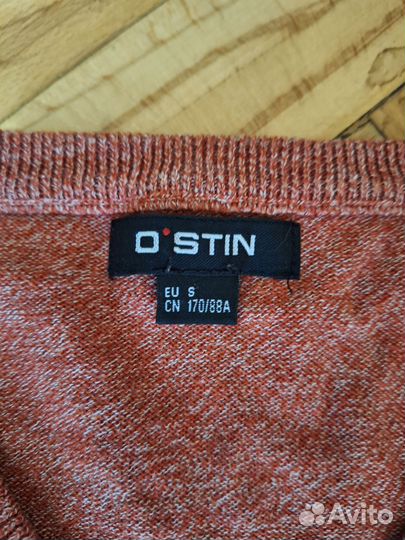 O'STIN
EU S
CN 170/88A
Avito